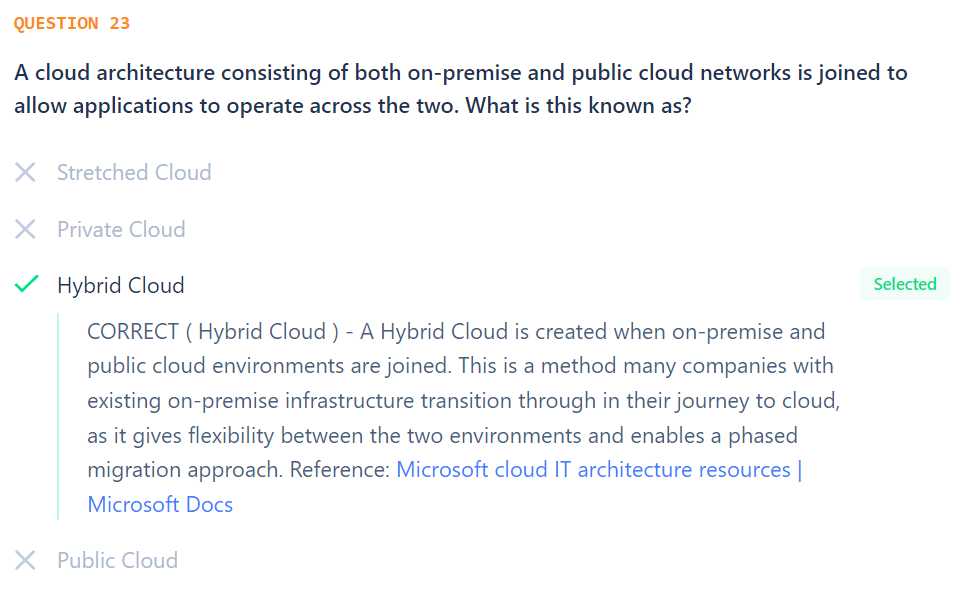 QUESTION 23
A cloud architecture consisting of both on-premise and public cloud networks is joined to
allow applications to operate across the two. What is this known as?
Stretched Cloud
Private Cloud
Hybrid Cloud
Selected
CORRECT ( Hybrid Cloud ) - A Hybrid Cloud is created when on-premise and
public cloud environments are joined. This is a method many companies with
existing on-premise infrastructure transition through in their journey to cloud,
as it gives flexibility between the two environments and enables a phased
migration approach. Reference: Microsoft cloud IT architecture resources |
Microsoft Docs
Public Cloud